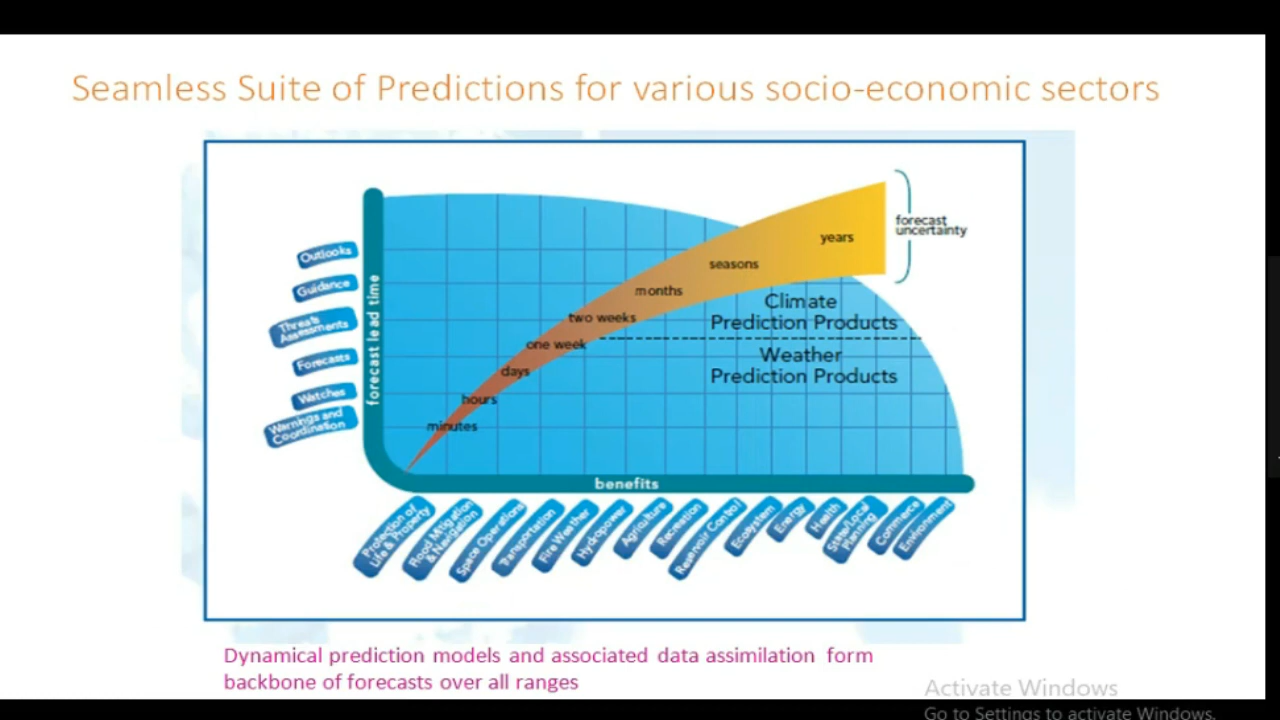 Seamless Suite of Predictions for various socio-economic sectors
forecast
uncertainty
years
seasons
months
two weeks
one week
days
hours
minutes
Climate
Prediction Products
Weather
Prediction Products
Outlooks
Guidance
Threats
Assessments
Forecasts
Watches
Warnings and
Coordination
forecast lead time
benefits
Protection of
Life & Property
Flood Mitigation
& Navigation
Space Operations
Transportation
Fire Weather
Hydropower
Agriculture
Recreation
Reservoir Control
Ecosystem
Energy
Health
State/Local
Planning
Commerce
Environment
Dynamical prediction models and associated data assimilation form
backbone of forecasts over all ranges
Activate Windows
Go to Settings to activate Windows.